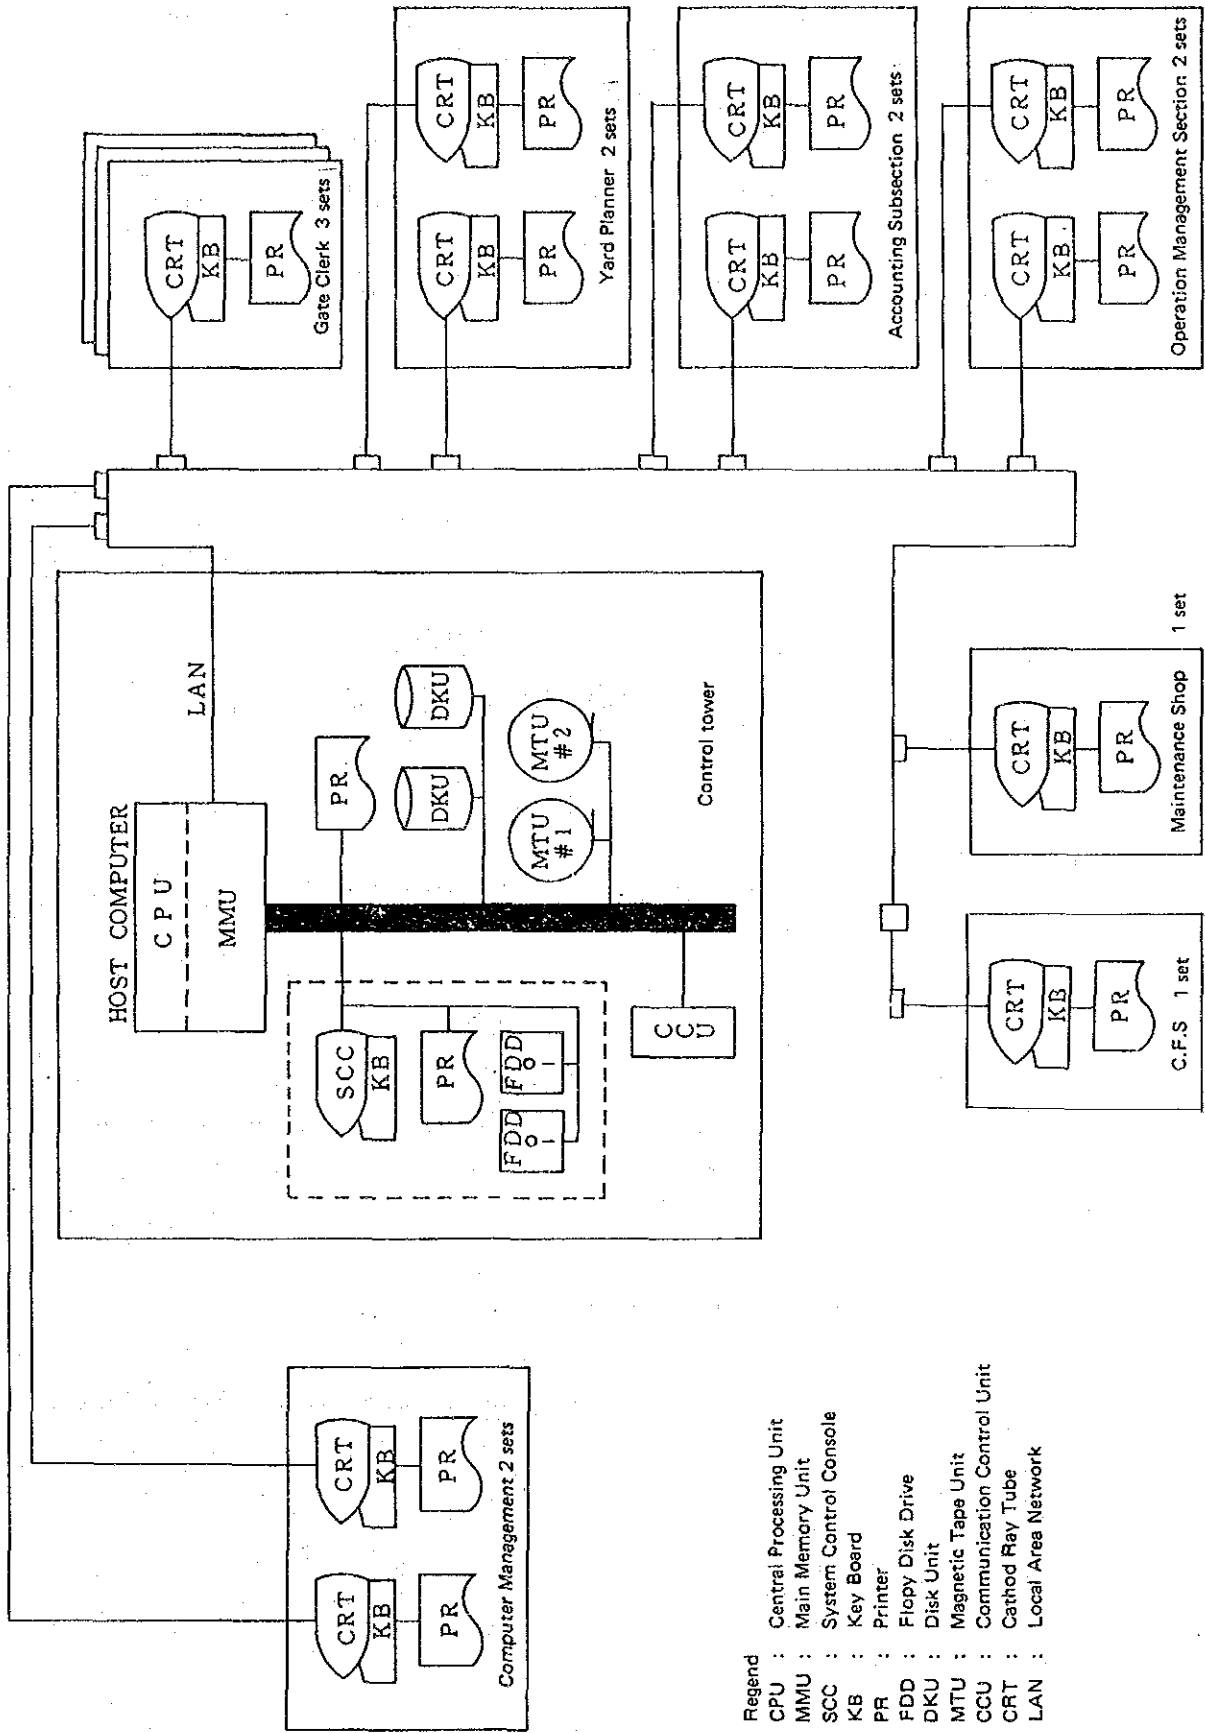 HOST COMPUTER
C P U
MMU
LAN
SCC
KB
PR
FDD
FDD
PR
DKU
DKU
MTU
#1
MTU
#2
CCU
Control tower
CRT
KB
PR
CRT
KB
PR
Computer Management 2 sets
CRT
KB
PR
Gate Clerk 3 sets
CRT
KB
PR
CRT
KB
PR
Yard Planner 2 sets
CRT
KB
PR
CRT
KB
PR
Accounting Subsection 2 sets
CRT
KB
PR
CRT
KB
PR
Operation Management Section 2 sets
CRT
KB
PR
C.F.S 1 set
CRT
KB
PR
Maintenance Shop 1 set
Regend
CPU : Central Processing Unit
MMU : Main Memory Unit
SCC : System Control Console
KB : Key Board
PR : Printer
FDD : Flopy Disk Drive
DKU : Disk Unit
MTU : Magnetic Tape Unit
CCU : Communication Control Unit
CRT : Cathod Ray Tube
LAN : Local Area Network